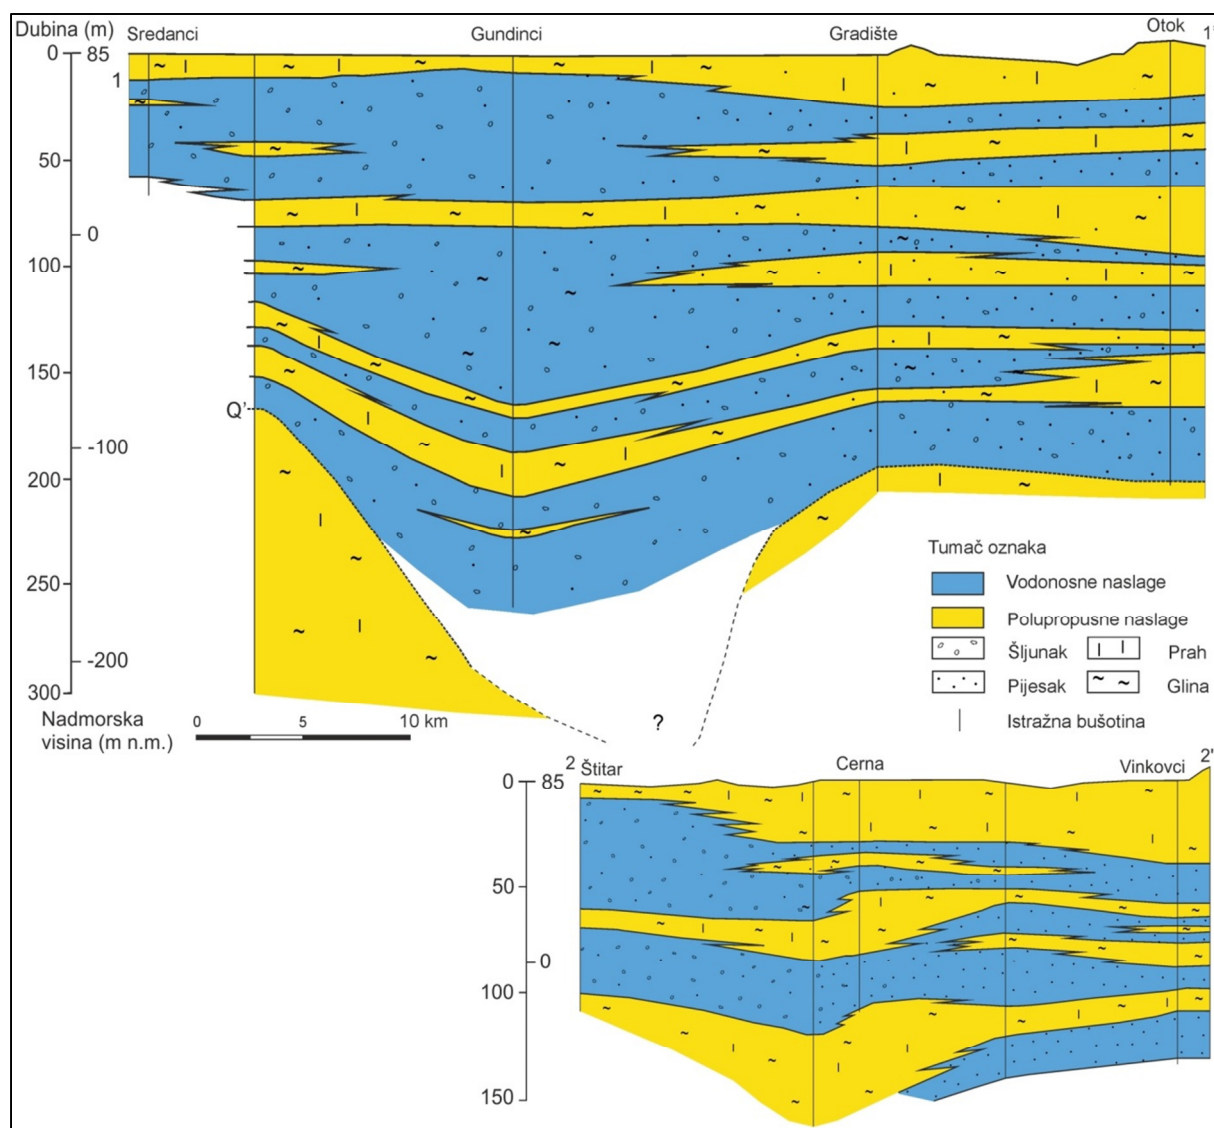 Dubina (m)
Sredanci
Gundinci
Gradište
Otok
1'
0
85
1
50
0
100
150
Q'
-100
200
250
-200
300
Nadmorska
visina (m n.m.)
0 5 10 km
?
Tumač oznaka
Vodonosne naslage
Polupropusne naslage
Šljunak
Prah
Pijesak
Glina
Istražna bušotina
2
Štitar
Cerna
Vinkovci
2'
0
85
50
0
100
150